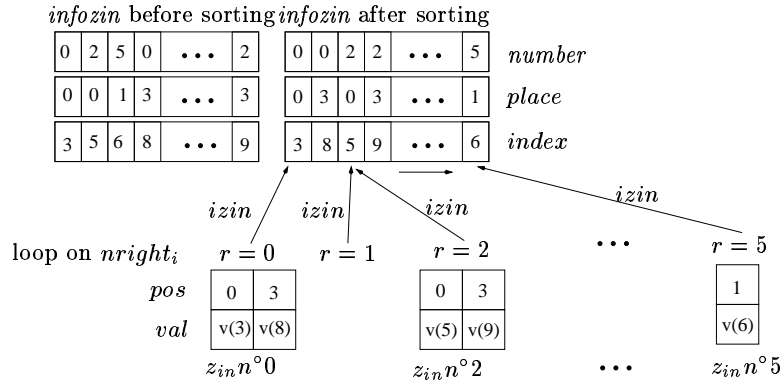 infozin before sorting infozin after sorting
0 2 5 0 ... 2 0 0 2 2 ... 5 number
0 0 1 3 ... 3 0 3 0 3 ... 1 place
3 5 6 8 ... 9 3 8 5 9 ... 6 index
izin izin izin izin
loop on nright_i r = 0 r = 1 r = 2 ... r = 5
pos 0 3 0 3 1
val v(3) v(8) v(5) v(9) v(6)
z_in n°0 z_in n°2 ... z_in n°5